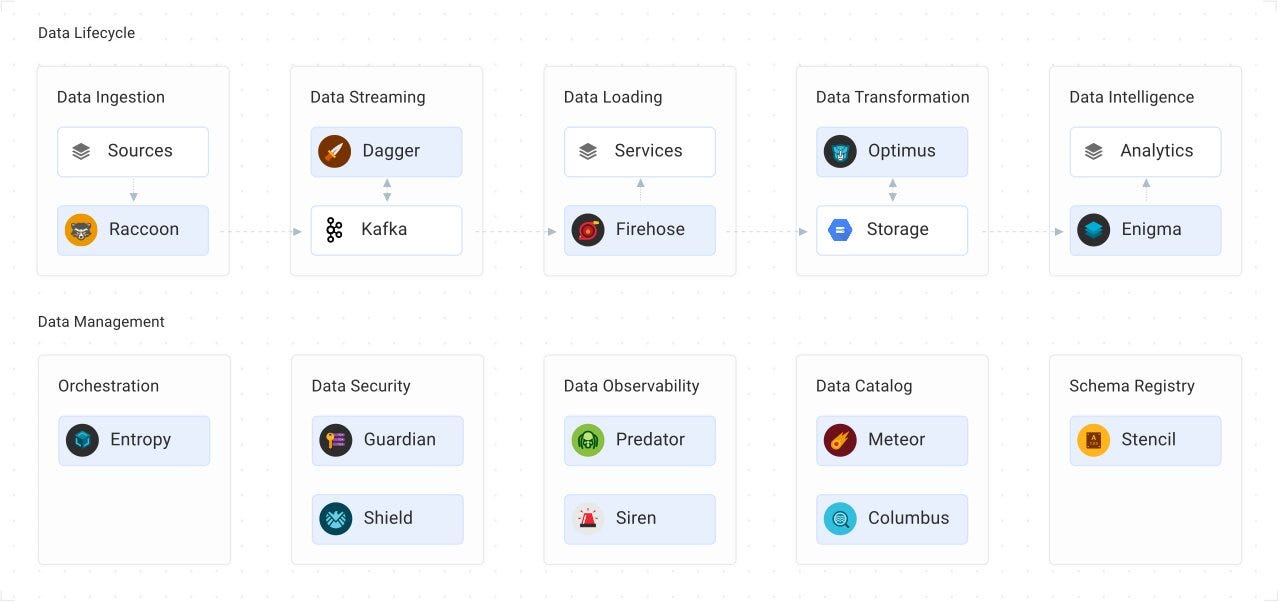 Data Lifecycle
Data Ingestion
Sources
Raccoon
Data Streaming
Dagger
Kafka
Data Loading
Services
Firehose
Data Transformation
Optimus
Storage
Data Intelligence
Analytics
Enigma
Data Management
Orchestration
Entropy
Data Security
Guardian
Shield
Data Observability
Predator
Siren
Data Catalog
Meteor
Columbus
Schema Registry
Stencil